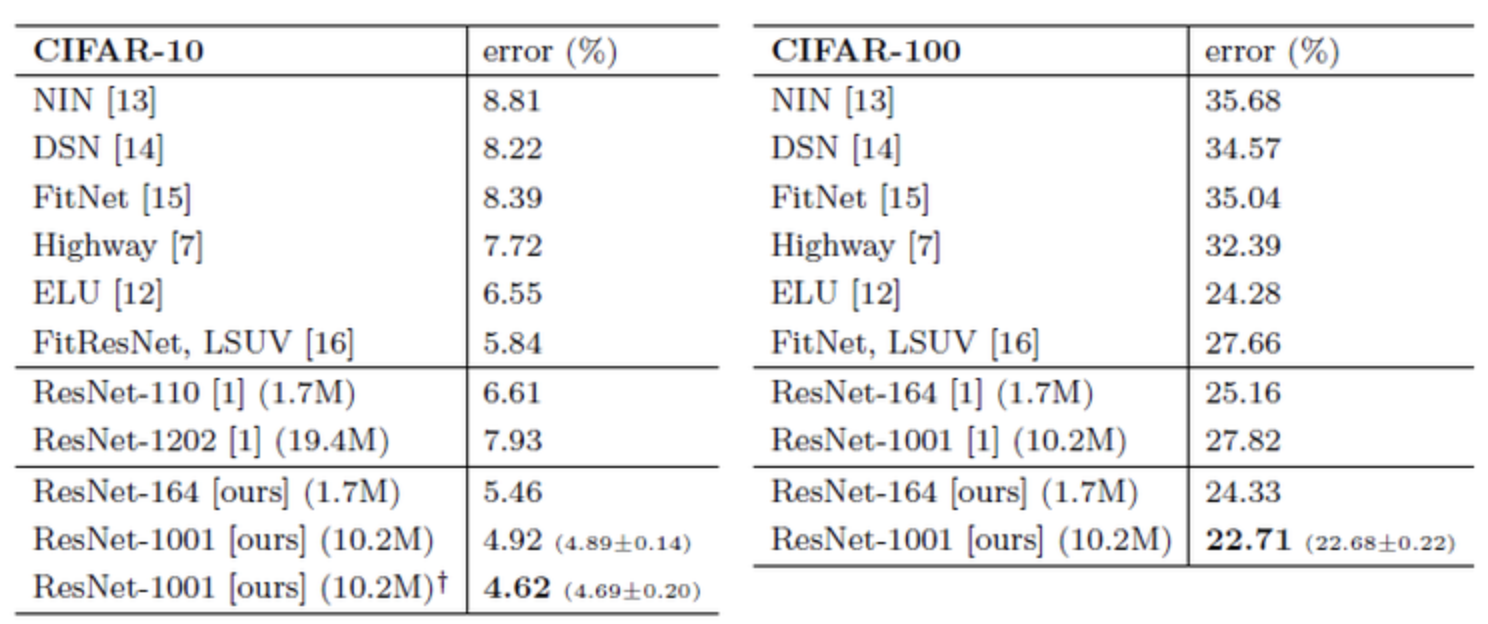 CIFAR-10 error (%)
NIN [13] 8.81
DSN [14] 8.22
FitNet [15] 8.39
Highway [7] 7.72
ELU [12] 6.55
FitResNet, LSUV [16] 5.84
ResNet-110 [1] (1.7M) 6.61
ResNet-1202 [1] (19.4M) 7.93
ResNet-164 [ours] (1.7M) 5.46
ResNet-1001 [ours] (10.2M) 4.92 (4.89±0.14)
ResNet-1001 [ours] (10.2M)† 4.62 (4.69±0.20)
CIFAR-100 error (%)
NIN [13] 35.68
DSN [14] 34.57
FitNet [15] 35.04
Highway [7] 32.39
ELU [12] 24.28
FitNet, LSUV [16] 27.66
ResNet-164 [1] (1.7M) 25.16
ResNet-1001 [1] (10.2M) 27.82
ResNet-164 [ours] (1.7M) 24.33
ResNet-1001 [ours] (10.2M) 22.71 (22.68±0.22)